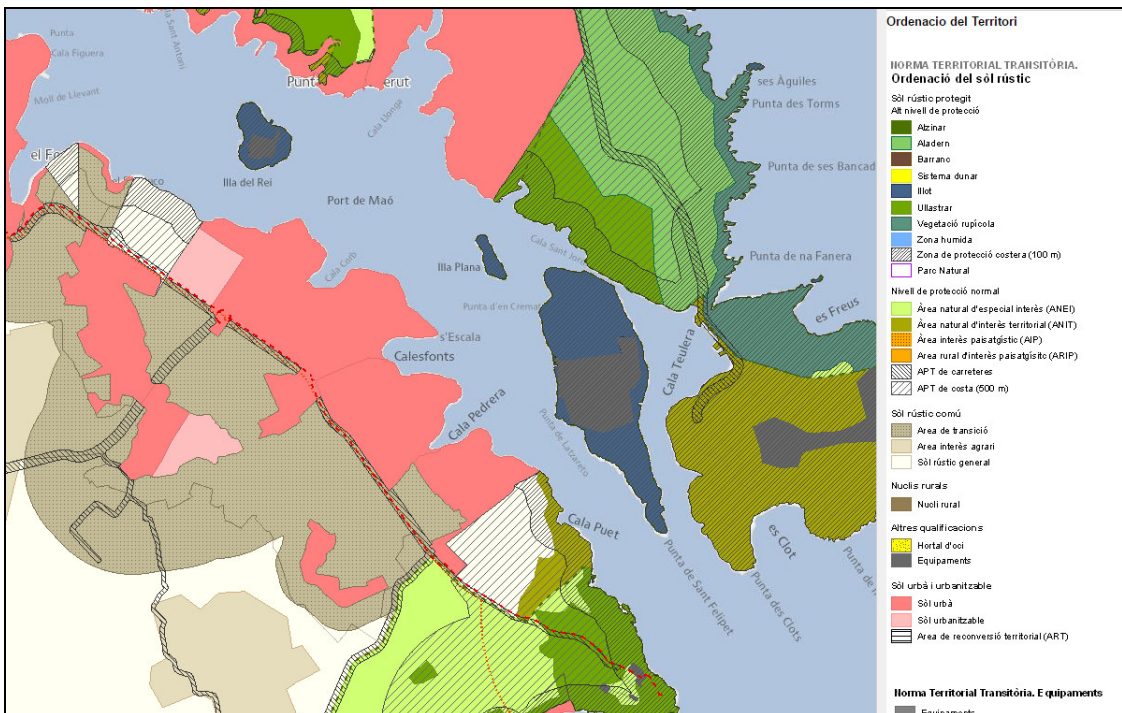 Punta
Cala Figuera
Cala Sant Antoni
Moll de Llevant
Punta
erut
Cala Llonga
ses Àguiles
Punta des Torms
Punta de ses Bancad
Punta de na Fanera
es Freus
Illa del Rei
Port de Maó
Cala Corb
Illa Plana
Punta d'en Cremat
s'Escala
Calesfonts
Cala Pedrera
Cala Teulera
Punta de Latzareto
Cala Puet
es Clot
Punta de Sant Felipet
Punta des Clots
Ordenacio del Territori
NORMA TERRITORIAL TRANSITÒRIA.
Ordenació del sòl rústic
Sòl rústic protegit
Alt nivell de protecció
Alzinar
Aladern
Barranc
Sistema dunar
Illot
Ullastrar
Vegetació rupícola
Zona humida
Zona de protecció costera (100 m)
Parc Natural
Nivell de protecció normal
Àrea natural d'especial interès (ANEI)
Àrea natural d'interès territorial (ANIT)
Àrea interès paisatgístic (AIP)
Area rural d'interès paisatgísitc (ARIP)
APT de carreteres
APT de costa (500 m)
Sòl rústic comú
Area de transició
Area interès agrari
Sòl rústic general
Nuclis rurals
Nucli rural
Altres qualificacions
Hortal d'oci
Equipaments
Sòl urbà i urbanitzable
Sòl urbà
Sòl urbanitzable
Area de reconversió territorial (ART)
Norma Territorial Transitòria. Equipaments
Equipaments